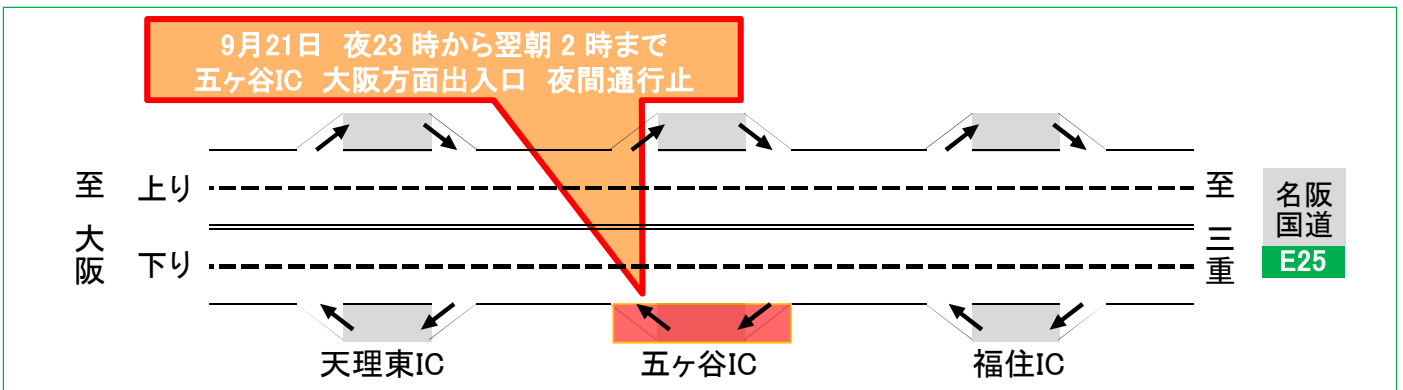 9月21日 夜23 時から翌朝 2 時まで
五ヶ谷IC 大阪方面出入口 夜間通行止
至 大阪
上り
下り
至 三重
名阪
国道
E25
天理東IC
五ヶ谷IC
福住IC